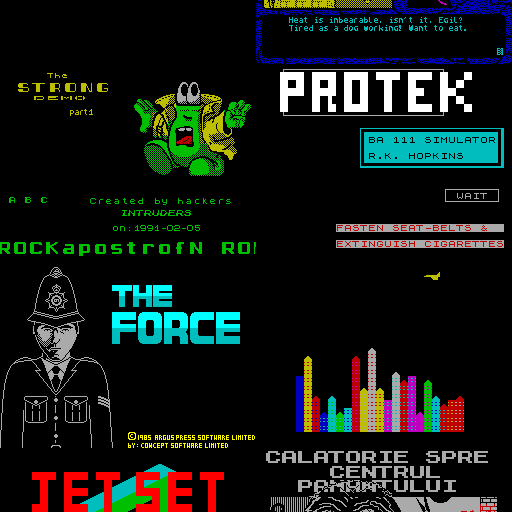 Heat is inbearable, isn't it, Egil?
Tired as a dog working! Want to eat.
The
STRONG
DEMO
part1
PROTEK
BA 111 SIMULATOR
R.K. HOPKINS
WAIT
A B C
Created by hackers
INTRUDERS
on:1991-02-05
ROCKapostrofN RO
FASTEN SEAT-BELTS &
EXTINGUISH CIGARETTES
THE
FORCE
© 1985 ARGUS PRESS SOFTWARE LIMITED
BY: CONCEPT SOFTWARE LIMITED
CALATORIE SPRE
CENTRUL
PAMANTULUI
JET SET